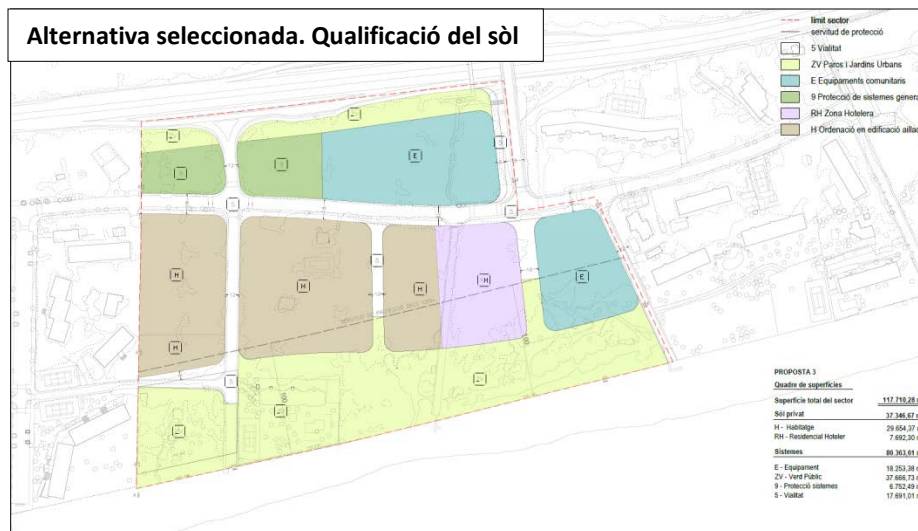 Alternativa seleccionada. Qualificació del sòl
límit sector
servitud de protecció
5 Vialitat
ZV Parcs i Jardins Urbans
E Equipaments comunitaris
9 Protecció de sistemes genera
RH Zona Hotelera
H Ordenació en edificació aïllad
E
S
S
S
H
H
H
H
E
S
H
S
PROPOSTA 3
Quadre de superfícies
Superfície total del sector 117.710,28 m
Sòl privat 37.346,67 m
H - Habitatge 29.654,37 m
RH - Residencial Hoteler 7.692,30 m
Sistemes 80.363,61 m
E - Equipament 18.253,38 m
ZV - Verd Públic 37.666,73 m
9 - Protecció sistemes 6.752,49 m
5 - Vialitat 17.691,01 m